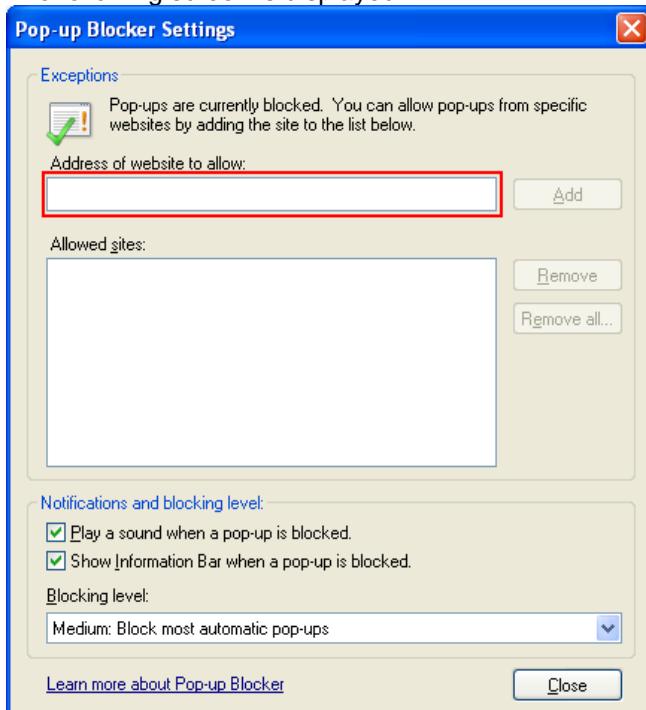 Pop-up Blocker Settings
Exceptions
Pop-ups are currently blocked. You can allow pop-ups from specific
websites by adding the site to the list below.
Address of website to allow:
Add
Allowed sites:
Remove
Remove all...
Notifications and blocking level:
Play a sound when a pop-up is blocked.
Show Information Bar when a pop-up is blocked.
Blocking level:
Medium: Block most automatic pop-ups
Learn more about Pop-up Blocker
Close